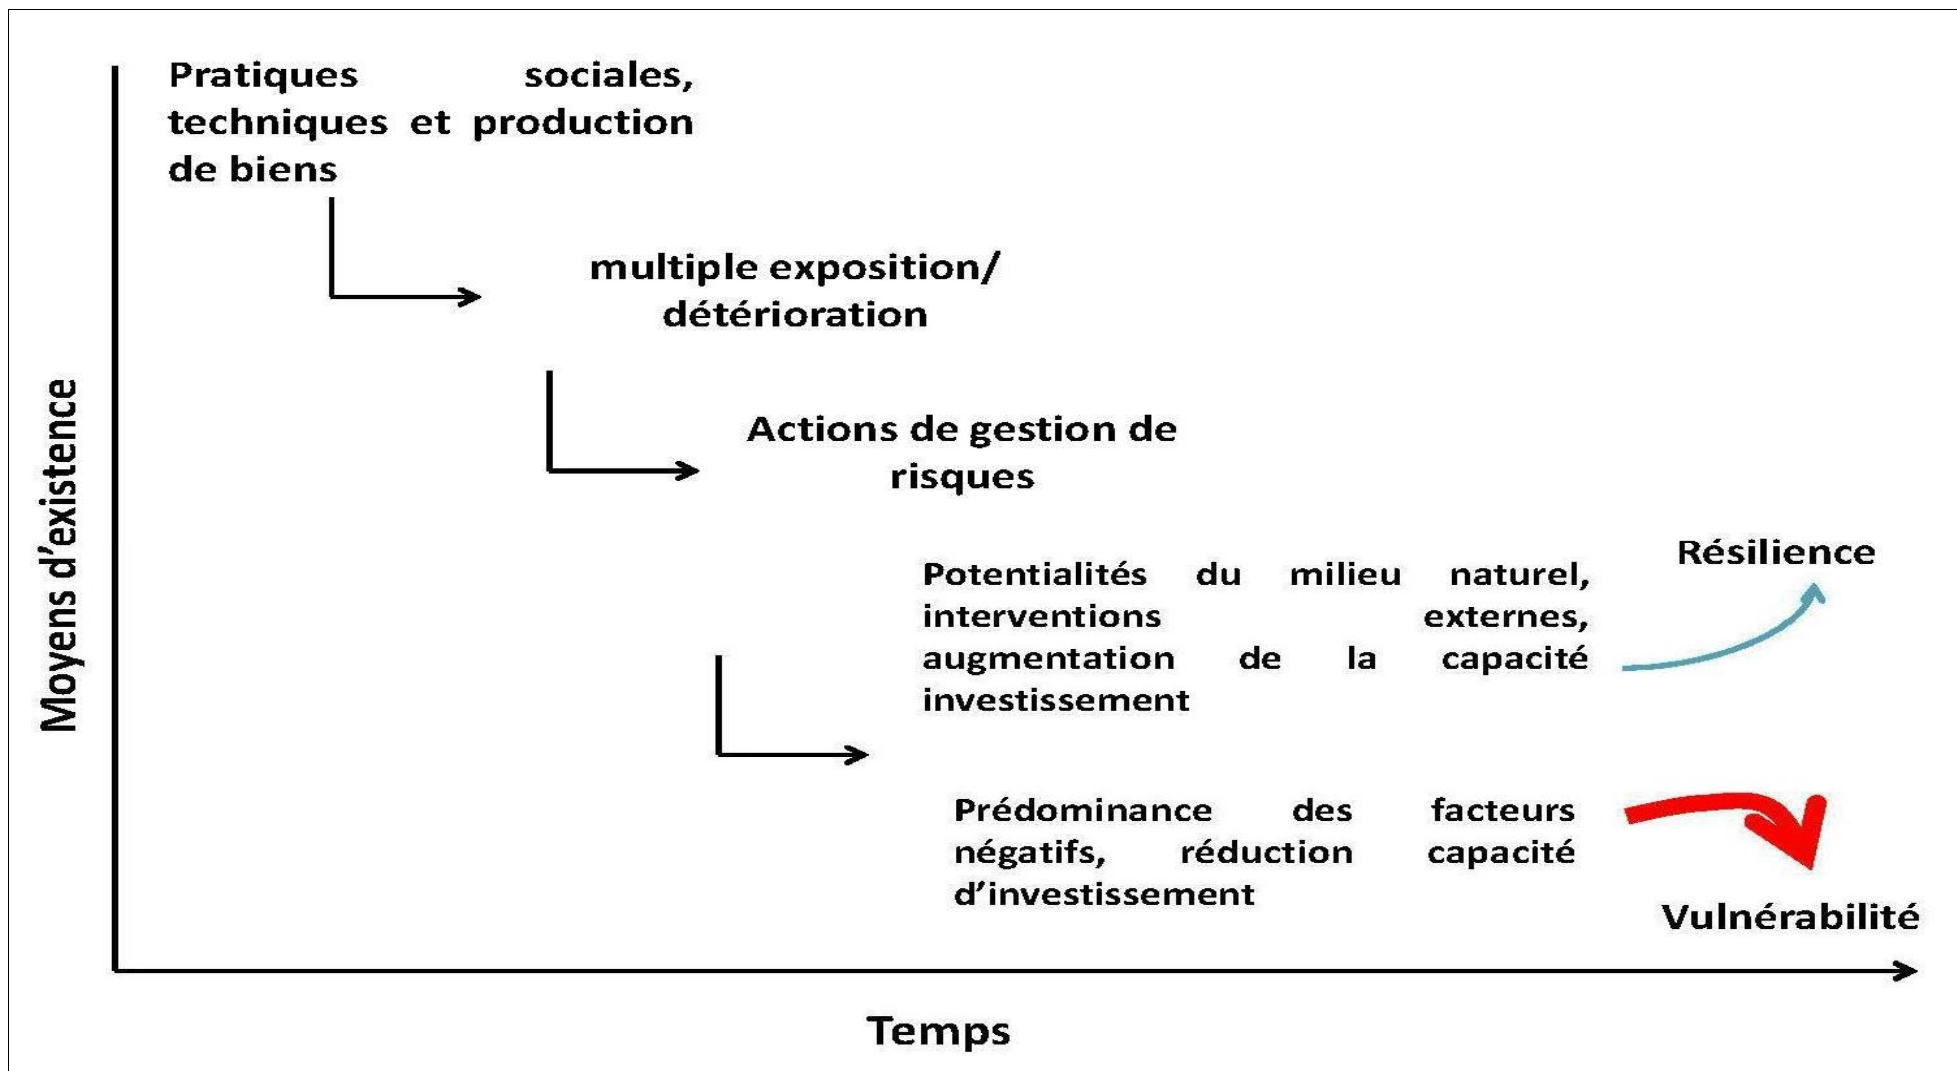 Pratiques sociales,
techniques et production
de biens
multiple exposition/
détérioration
Actions de gestion de
risques
Résilience
Potentialités du milieu naturel,
interventions externes,
augmentation de la capacité
investissement
Moyens d'existence
Prédominance des facteurs
négatifs, réduction capacité
d'investissement
Vulnérabilité
Temps